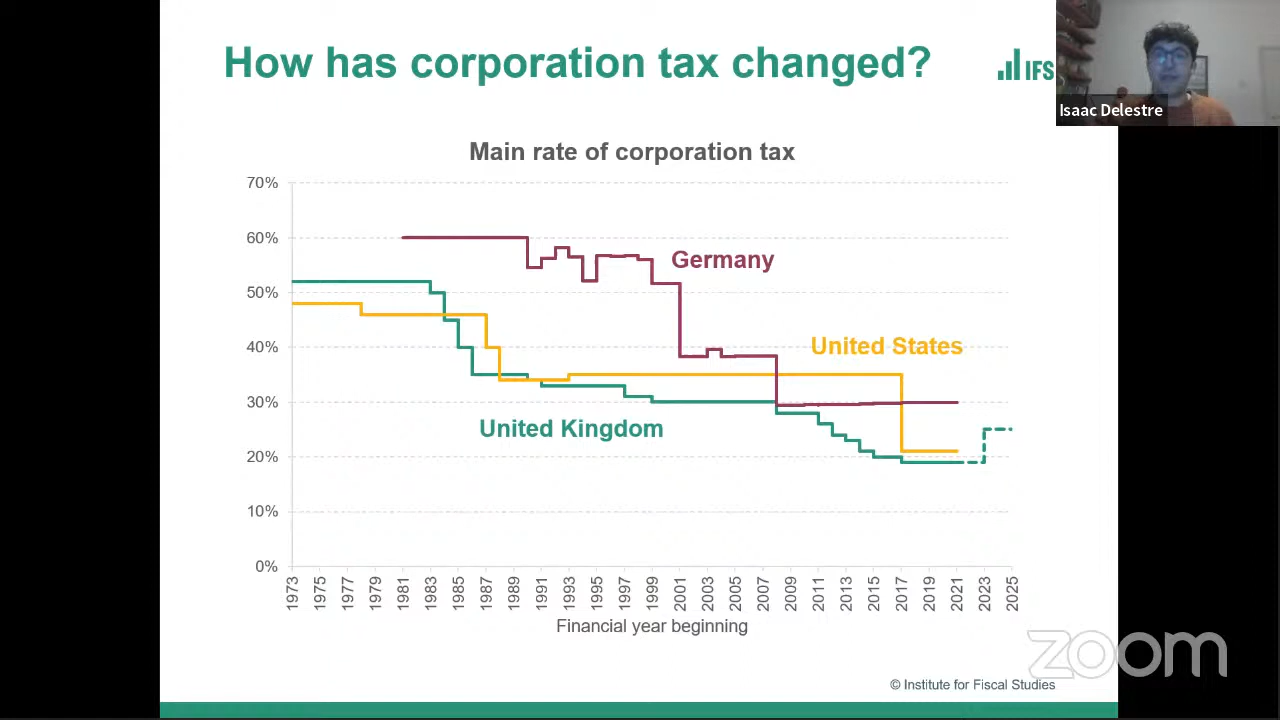 How has corporation tax changed?
IFS
Isaac Delestre
Main rate of corporation tax
70%
60%
50%
40%
30%
20%
10%
0%
Germany
United States
United Kingdom
1973 1975 1977 1979 1981 1983 1985 1987 1989 1991 1993 1995 1997 1999 2001 2003 2005 2007 2009 2011 2013 2015 2017 2019 2021 2023 2025
Financial year beginning
zoom
© Institute for Fiscal Studies